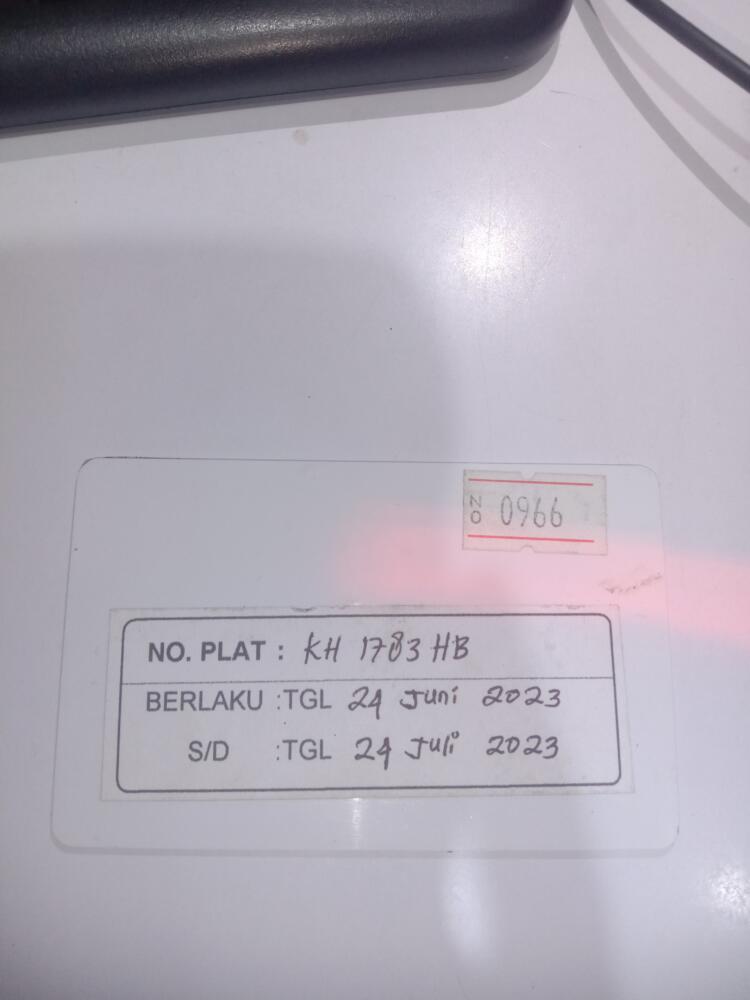 NO 0966
NO. PLAT : KH 1783 HB
BERLAKU :TGL 24 Juni 2023
S/D :TGL 24 Juli 2023